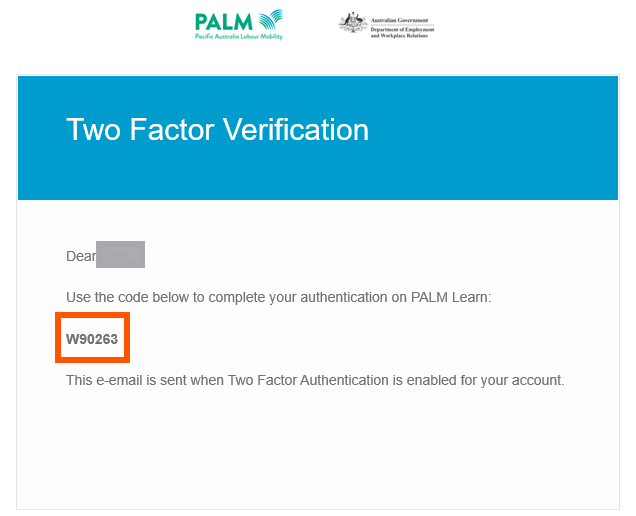 PALM
Pacific Australia Labour Mobility
Australian Government
Department of Employment
and Workplace Relations
Two Factor Verification
Dear
Use the code below to complete your authentication on PALM Learn:
W90263
This e-email is sent when Two Factor Authentication is enabled for your account.